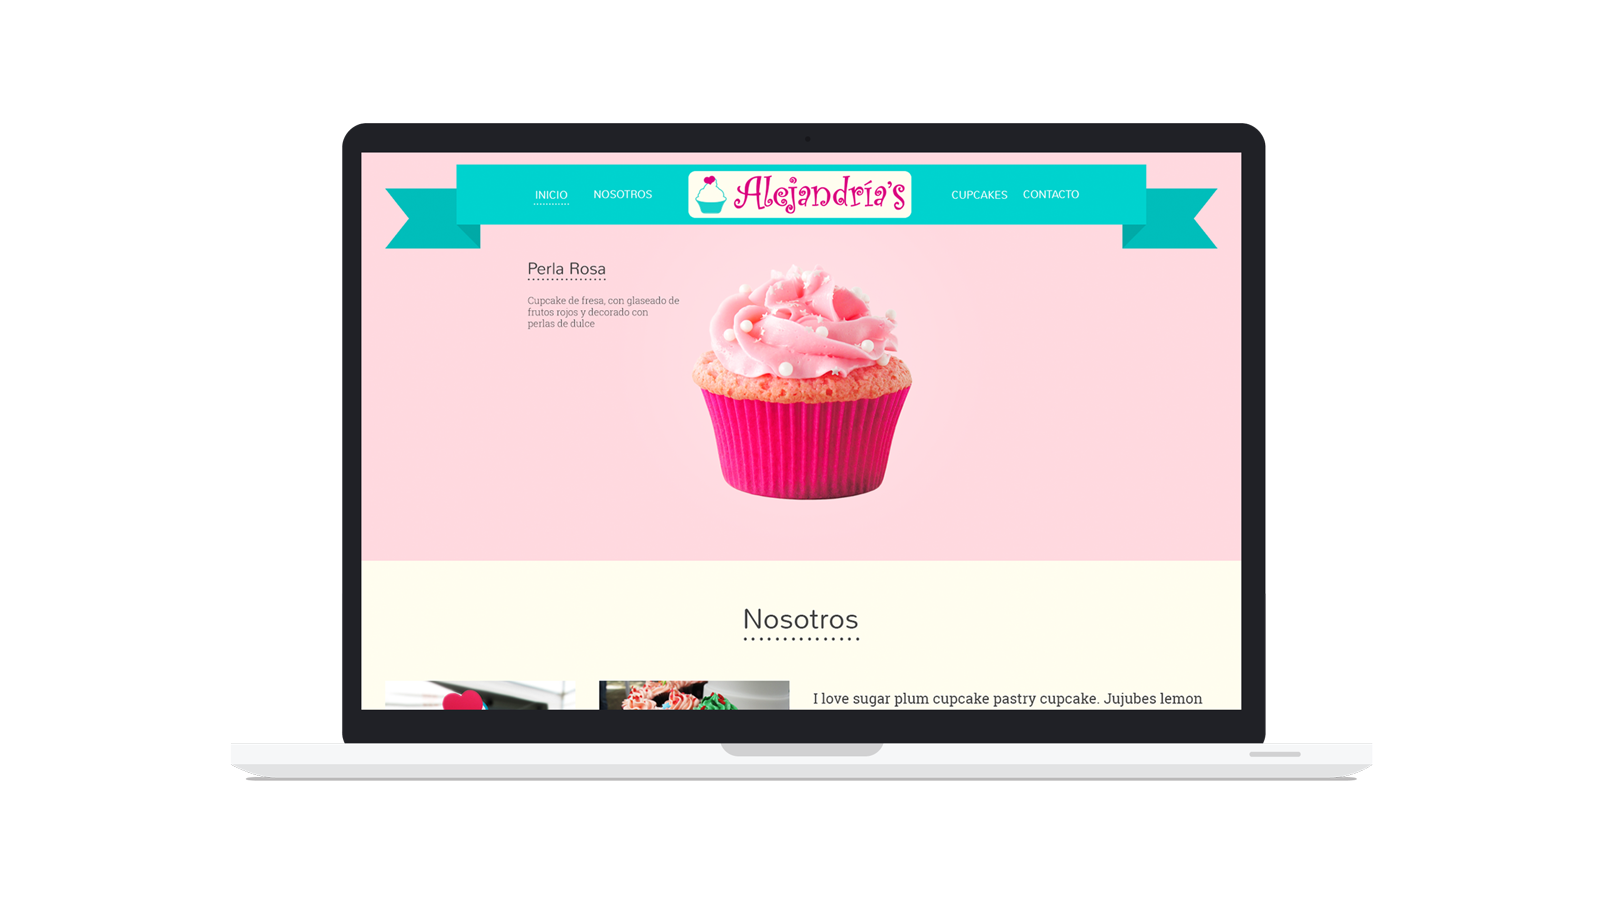 INICIO
NOSOTROS
Alejandría's
CUPCAKES
CONTACTO
Perla Rosa
Cupcake de fresa, con glaseado de
frutos rojos y decorado con
perlas de dulce
Nosotros
I love sugar plum cupcake pastry cupcake. Jujubes lemon